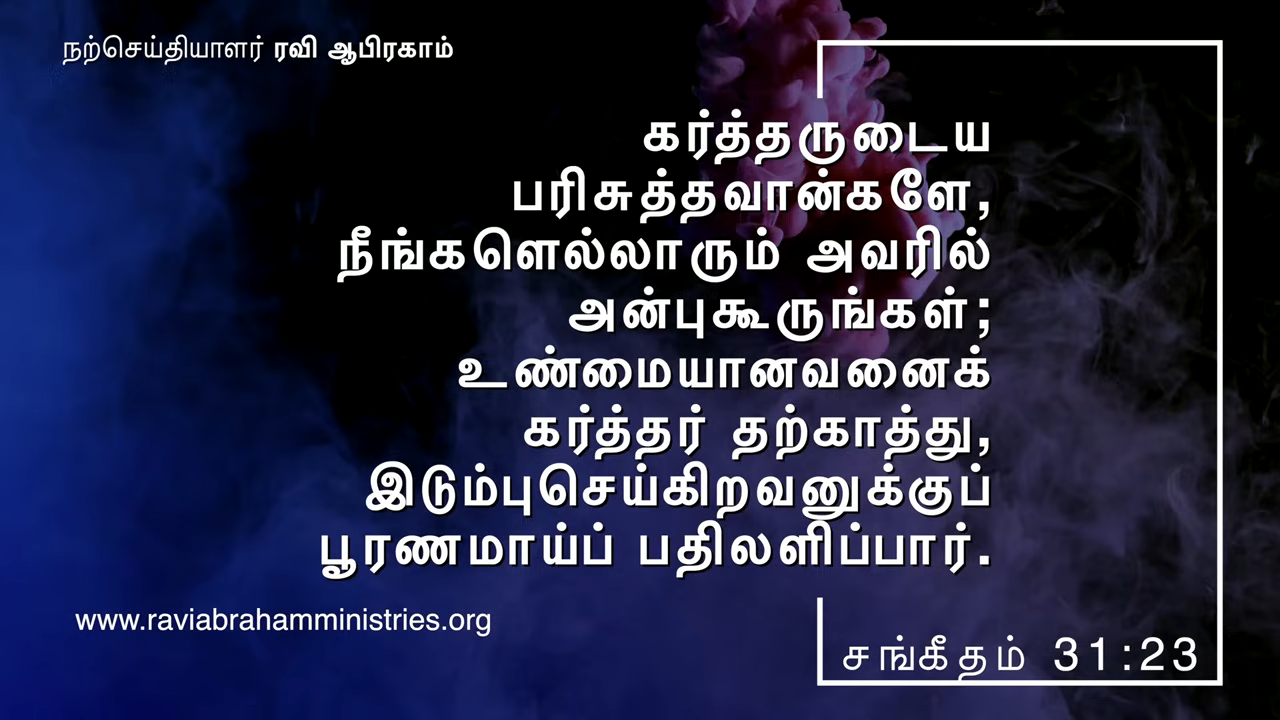 நற்செய்தியாளர் ரவி ஆபிரகாம்
கர்த்தருடைய
பரிசுத்தவான்களே,
நீங்களெல்லாரும் அவரில்
அன்புகூருங்கள்;
உண்மையானவனைக்
கர்த்தர் தற்காத்து,
இடும்புசெய்கிறவனுக்குப்
பூரணமாய்ப் பதிலளிப்பார்.
www.raviabrahamministries.org
சங்கீதம் 31:23